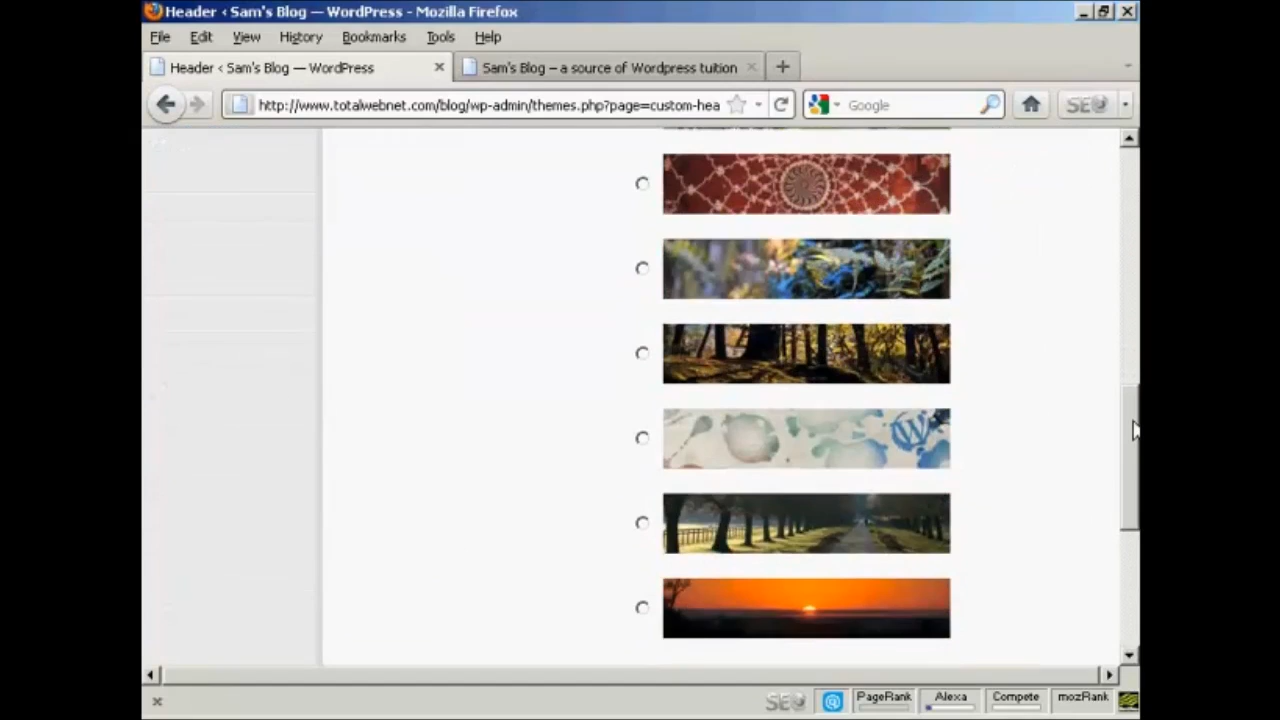 Header ‹ Sam's Blog — WordPress - Mozilla Firefox
File Edit View History Bookmarks Tools Help
Header ‹ Sam's Blog — WordPress
Sam's Blog – a source of Wordpress tuition
http://www.totalwebnet.com/blog/wp-admin/themes.php?page=custom-hea
Google
SEO
W
SEO
PageRank
Alexa
Compete
mozRank